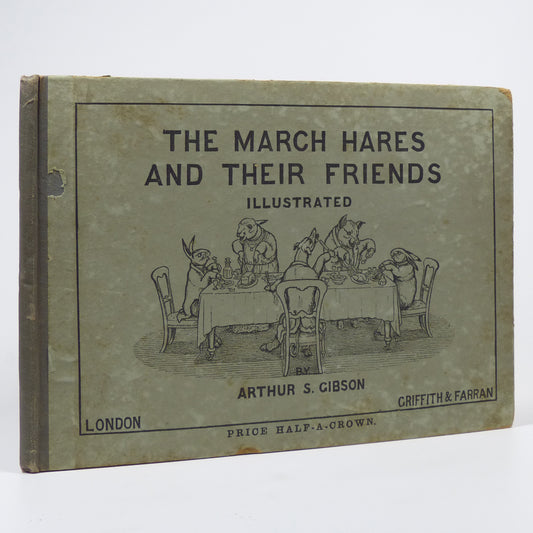 THE MARCH HARES
AND THEIR FRIENDS
ILLUSTRATED
BY
ARTHUR S. GIBSON
LONDON
GRIFFITH & FARRAN
PRICE HALF-A-CROWN.